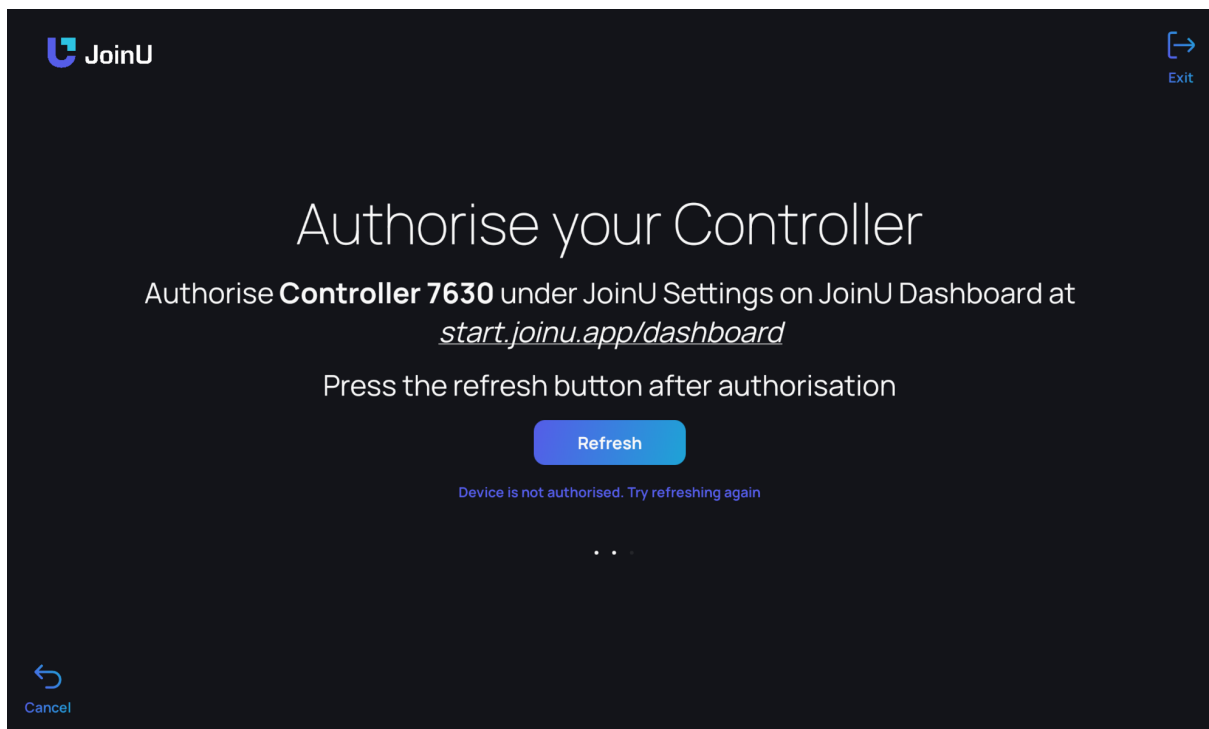 JoinU
Exit
Authorise your Controller
Authorise Controller 7630 under JoinU Settings on JoinU Dashboard at
start.joinu.app/dashboard
Press the refresh button after authorisation
Refresh
Device is not authorised. Try refreshing again
Cancel